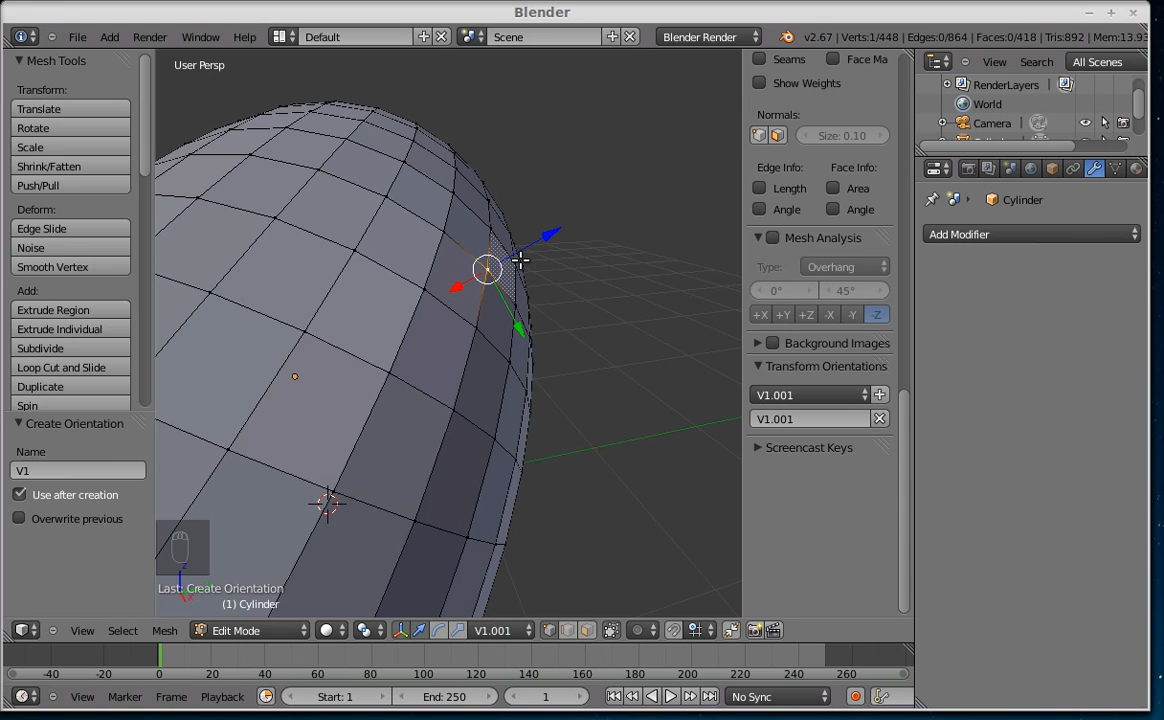 Blender
File Add Render Window Help Default Scene Blender Render v2.67 | Verts:1/448 | Edges:0/864 | Faces:0/418 | Tris:892 | Mem:13.93
Mesh Tools
Transform:
Translate
Rotate
Scale
Shrink/Fatten
Push/Pull
Deform:
Edge Slide
Noise
Smooth Vertex
Add:
Extrude Region
Extrude Individual
Subdivide
Loop Cut and Slide
Duplicate
Spin
Create Orientation
Name
V1
Use after creation
Overwrite previous
User Persp
z
x
Last: Create Orientation
(1) Cylinder
Seams Face Ma
Show Weights
Normals:
Size: 0.10
Edge Info: Face Info:
Length Area
Angle Angle
Mesh Analysis
Type: Overhang
0° 45°
+X +Y +Z -X -Y -Z
Background Images
Transform Orientations
V1.001
V1.001
Screencast Keys
View Search All Scenes
RenderLayers
World
Camera
Cylinder
Add Modifier
View Select Mesh Edit Mode V1.001
-40 -20 0 20 40 60 80 100 120 140 160 180 200 220 240 260
View Marker Frame Playback Start: 1 End: 250 1 No Sync